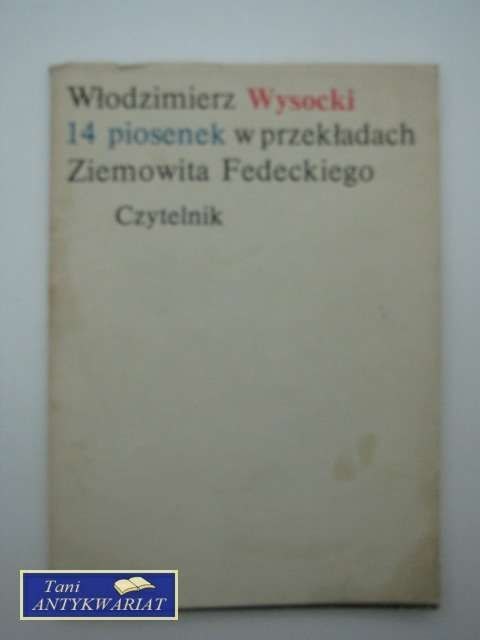 Włodzimierz Wysocki
14 piosenek w przekładach
Ziemowita Fedeckiego
Czytelnik
Tani
ANTYKWARIAT